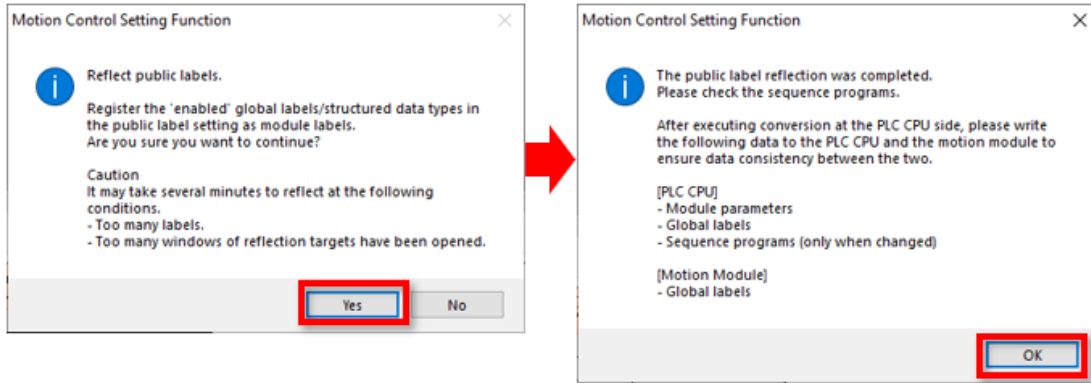 Motion Control Setting Function
Reflect public labels.
Register the 'enabled' global labels/structured data types in
the public label setting as module labels.
Are you sure you want to continue?
Caution
It may take several minutes to reflect at the following
conditions.
- Too many labels.
- Too many windows of reflection targets have been opened.
Yes
No
Motion Control Setting Function
The public label reflection was completed.
Please check the sequence programs.
After executing conversion at the PLC CPU side, please write
the following data to the PLC CPU and the motion module to
ensure data consistency between the two.
[PLC CPU]
- Module parameters
- Global labels
- Sequence programs (only when changed)
[Motion Module]
- Global labels
OK